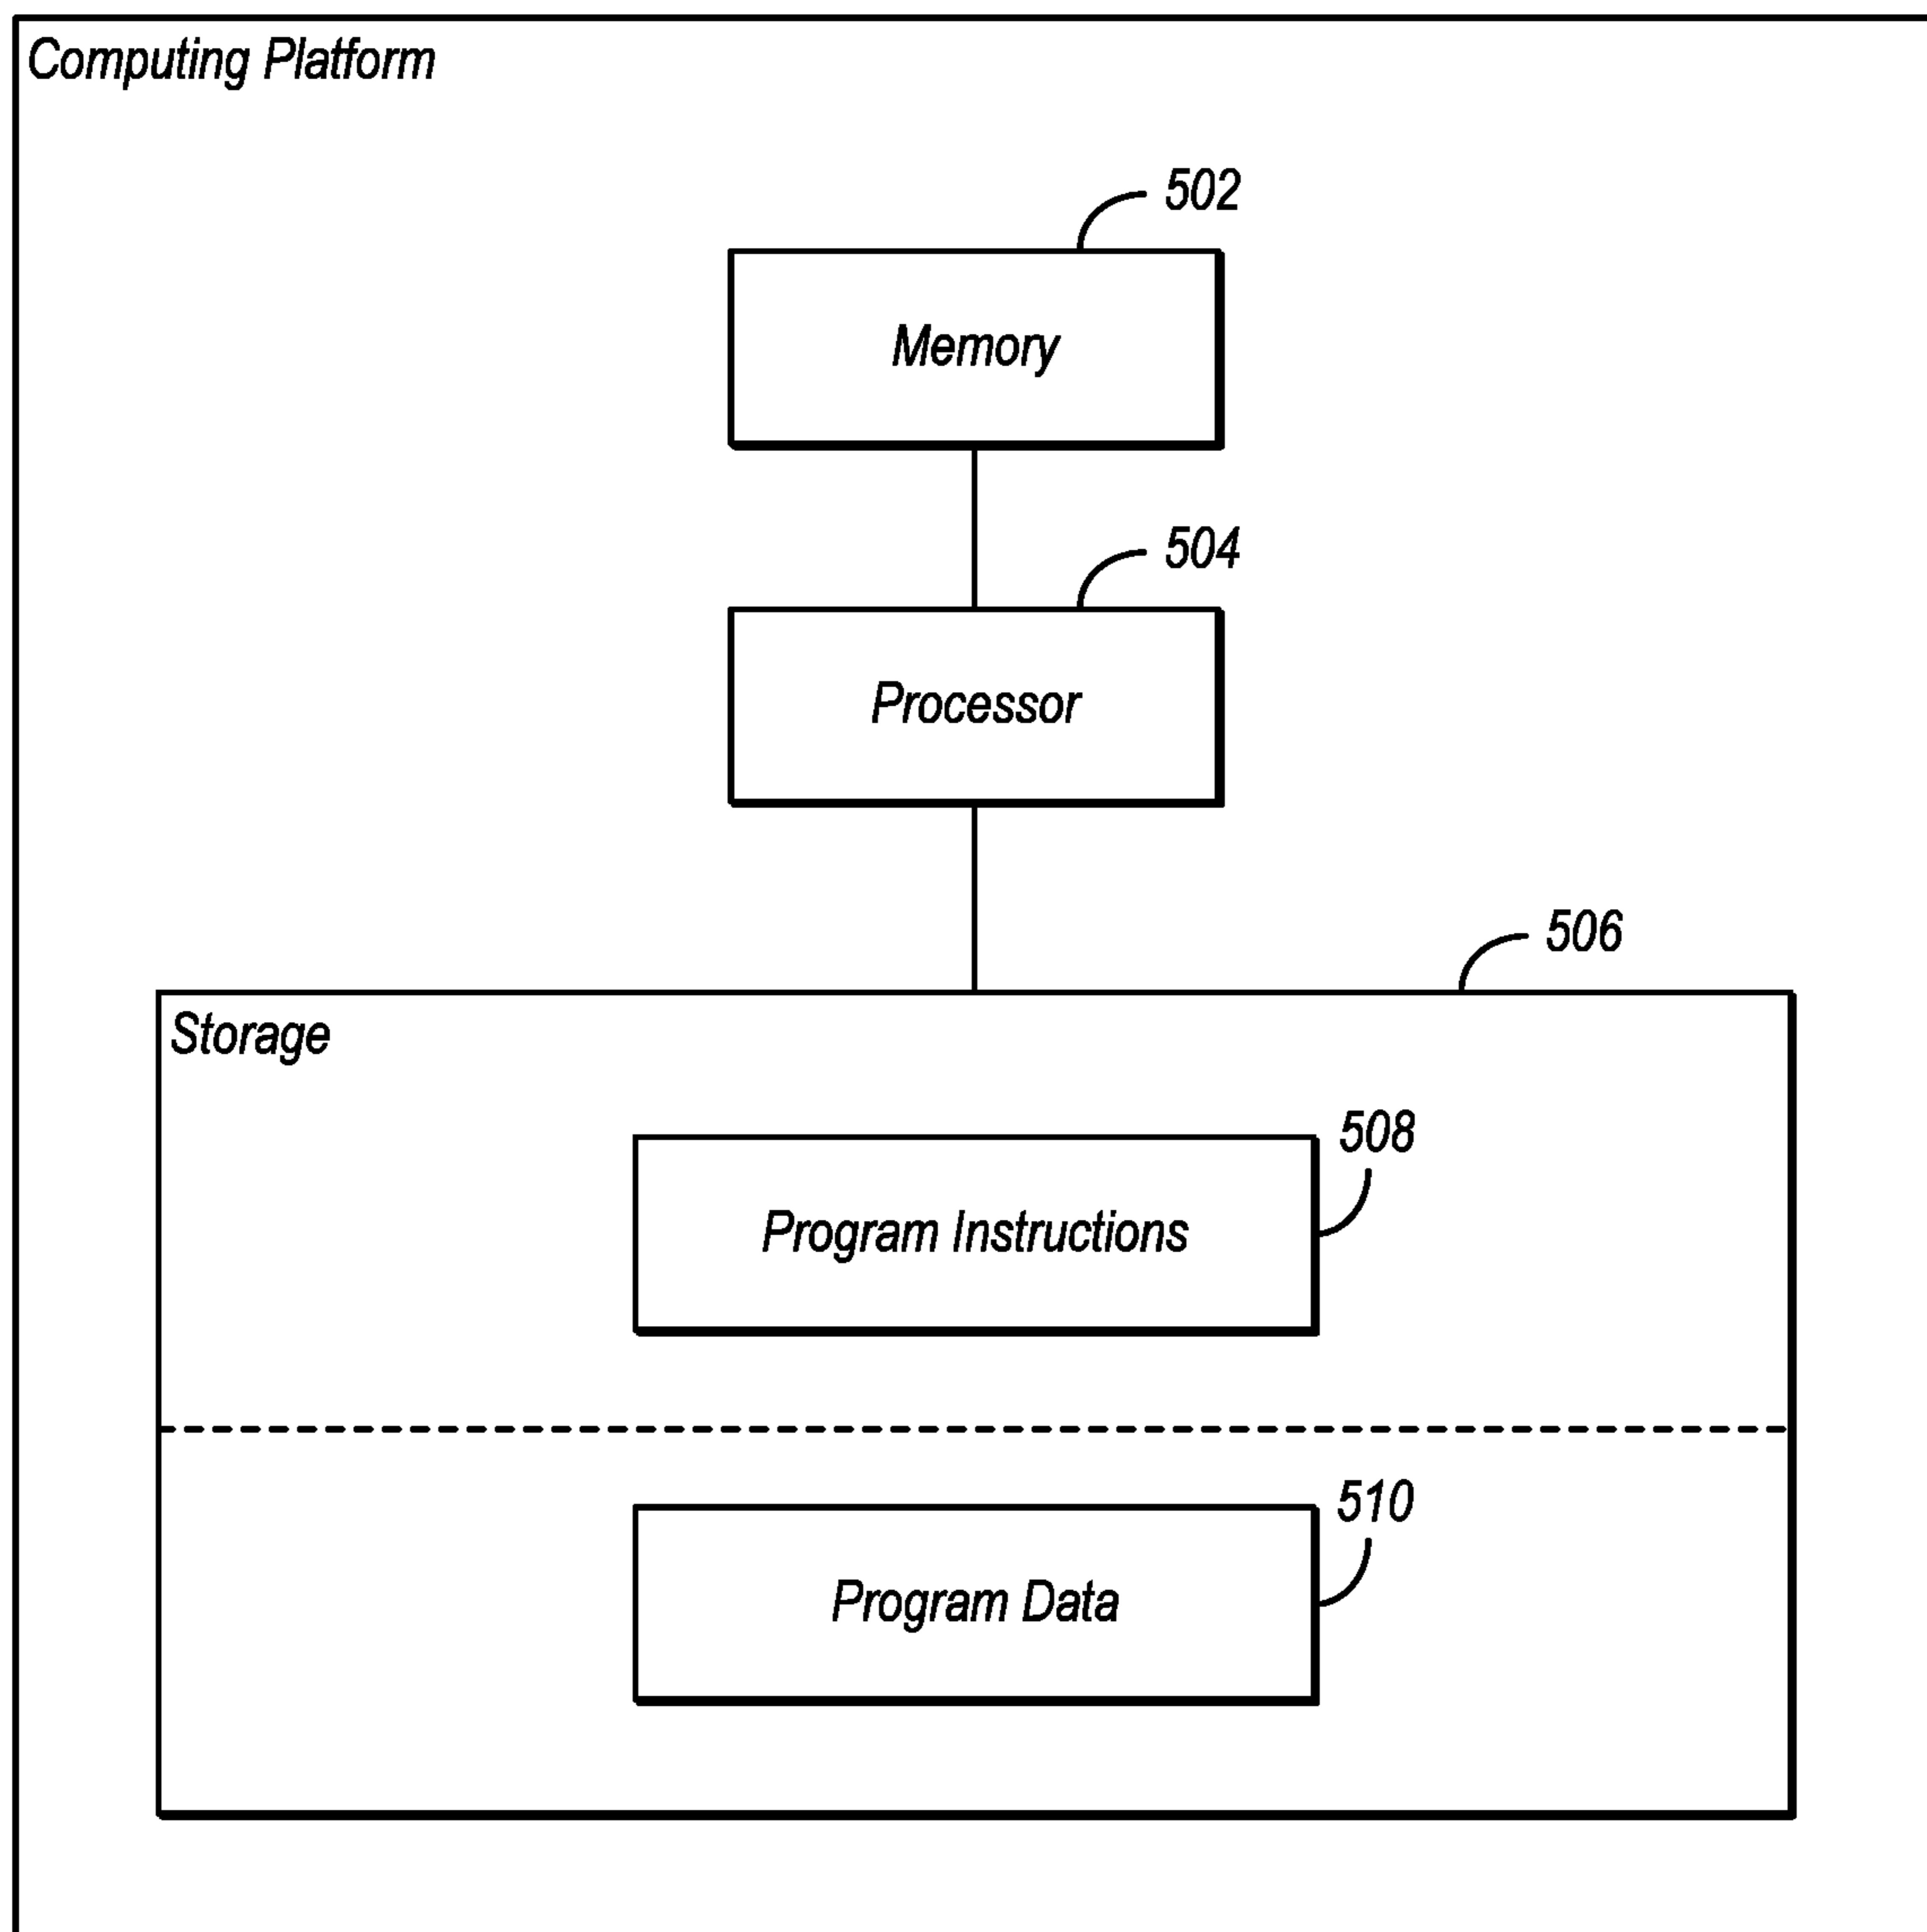 Computing Platform
502
Memory
504
Processor
506
Storage
508
Program Instructions
510
Program Data